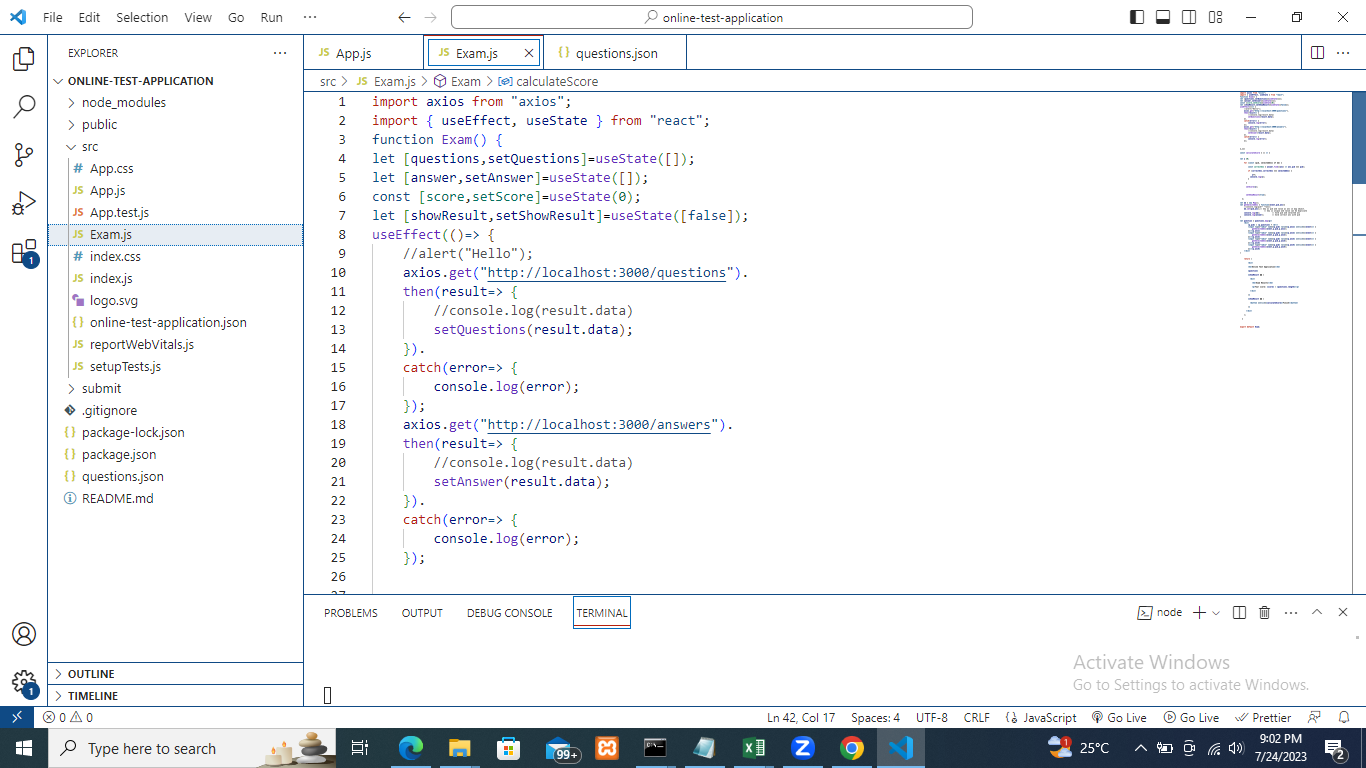 File Edit Selection View Go Run ··· online-test-application
EXPLORER ···
App.js Exam.js questions.json ···
ONLINE-TEST-APPLICATION
src > JS Exam.js > Exam > calculateScore
node_modules
public
src
# App.css
JS App.js
JS App.test.js
JS Exam.js
# index.css
JS index.js
logo.svg
{} online-test-application.json
JS reportWebVitals.js
JS setupTests.js
submit
.gitignore
{} package-lock.json
{} package.json
{} questions.json
README.md
OUTLINE
TIMELINE
1 import axios from "axios";
2 import { useEffect, useState } from "react";
3 function Exam() {
4 let [questions,setQuestions]=useState([]);
5 let [answer,setAnswer]=useState([]);
6 const [score,setScore]=useState(0);
7 let [showResult,setShowResult]=useState([false]);
8 useEffect(()=> {
9 //alert("Hello");
10 axios.get("http://localhost:3000/questions").
11 then(result=> {
12 //console.log(result.data)
13 setQuestions(result.data);
14 }).
15 catch(error=> {
16 console.log(error);
17 });
18 axios.get("http://localhost:3000/answers").
19 then(result=> {
20 //console.log(result.data)
21 setAnswer(result.data);
22 }).
23 catch(error=> {
24 console.log(error);
25 });
26
PROBLEMS OUTPUT DEBUG CONSOLE TERMINAL node
Activate Windows
Go to Settings to activate Windows.
0 0 Ln 42, Col 17 Spaces: 4 UTF-8 CRLF {} JavaScript Go Live Go Live Prettier
Type here to search 99+ 1 25°C 9:02 PM
7/24/2023 2